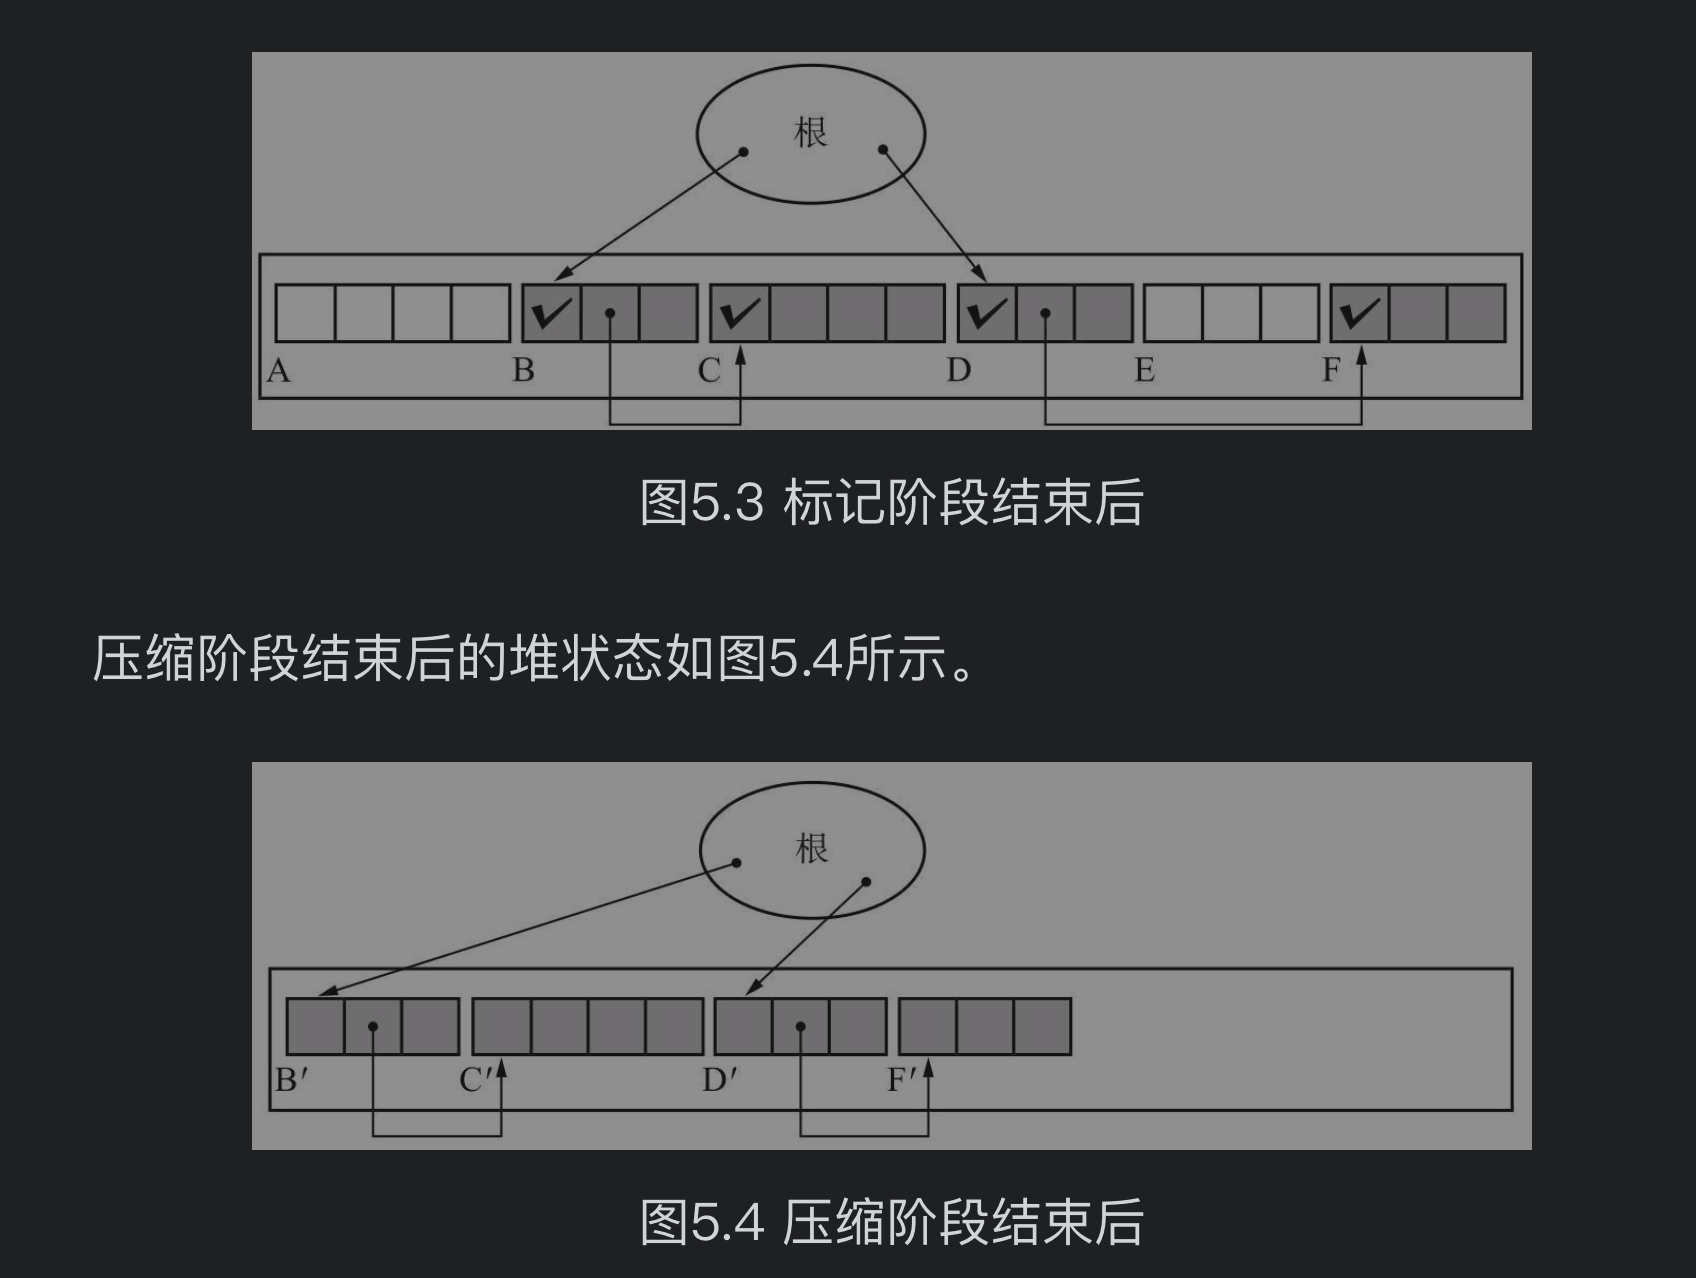 根
A B C D E F
图5.3 标记阶段结束后
压缩阶段结束后的堆状态如图5.4所示。
根
B′ C′ D′ F′
图5.4 压缩阶段结束后